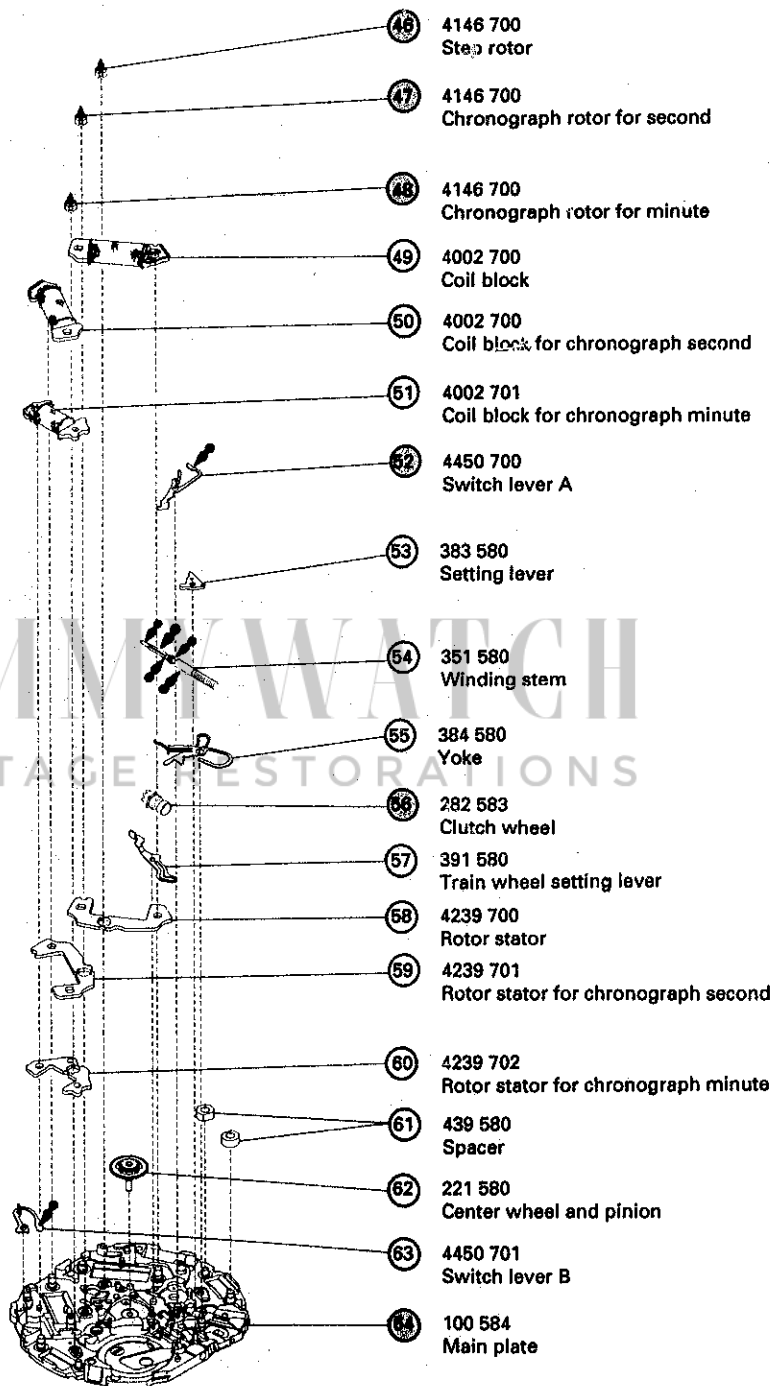 46 4146 700
Step rotor
47 4146 700
Chronograph rotor for second
48 4146 700
Chronograph rotor for minute
49 4002 700
Coil block
50 4002 700
Coil block for chronograph second
51 4002 701
Coil block for chronograph minute
52 4450 700
Switch lever A
53 383 580
Setting lever
MMYWATCH
54 351 580
Winding stem
55 384 580
Yoke
TAGE RESTORATIONS
56 282 583
Clutch wheel
57 391 580
Train wheel setting lever
58 4239 700
Rotor stator
59 4239 701
Rotor stator for chronograph second
60 4239 702
Rotor stator for chronograph minute
61 439 580
Spacer
62 221 580
Center wheel and pinion
63 4450 701
Switch lever B
64 100 584
Main plate